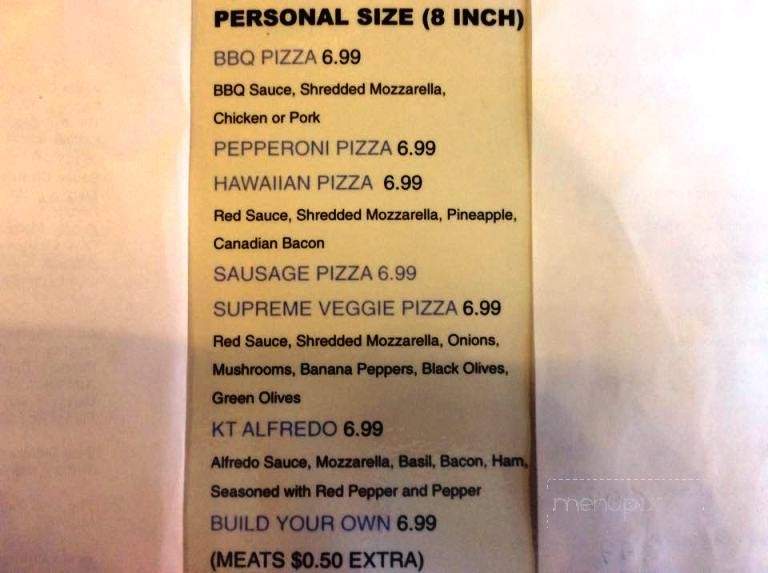 PERSONAL SIZE (8 INCH)
BBQ PIZZA 6.99
BBQ Sauce, Shredded Mozzarella,
Chicken or Pork
PEPPERONI PIZZA 6.99
HAWAIIAN PIZZA 6.99
Red Sauce, Shredded Mozzarella, Pineapple,
Canadian Bacon
SAUSAGE PIZZA 6.99
SUPREME VEGGIE PIZZA 6.99
Red Sauce, Shredded Mozzarella, Onions,
Mushrooms, Banana Peppers, Black Olives,
Green Olives
KT ALFREDO 6.99
Alfredo Sauce, Mozzarella, Basil, Bacon, Ham,
Seasoned with Red Pepper and Pepper
BUILD YOUR OWN 6.99
(MEATS $0.50 EXTRA)
menupix